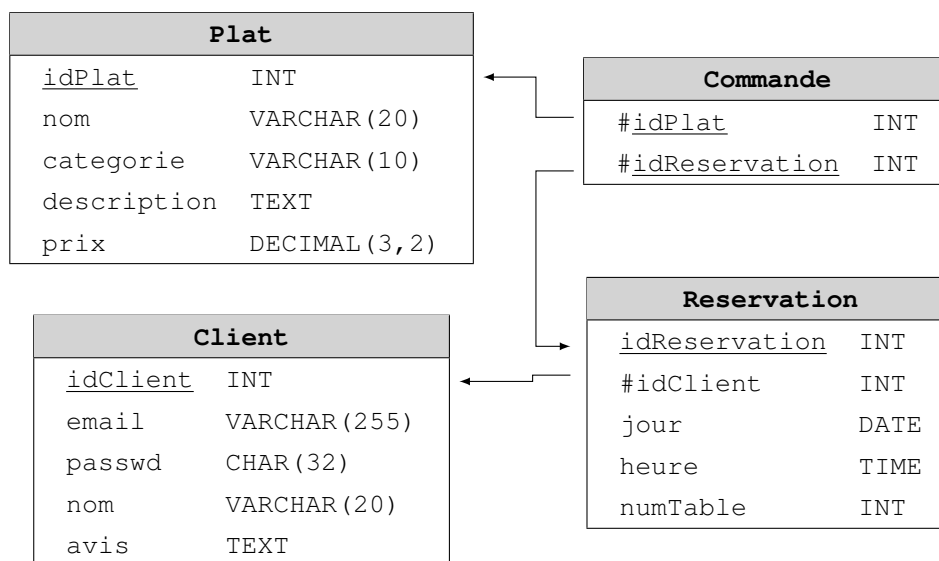 Plat
idPlat INT
nom VARCHAR(20)
categorie VARCHAR(10)
description TEXT
prix DECIMAL(3,2)
Commande
#idPlat INT
#idReservation INT
Client
idClient INT
email VARCHAR(255)
passwd CHAR(32)
nom VARCHAR(20)
avis TEXT
Reservation
idReservation INT
#idClient INT
jour DATE
heure TIME
numTable INT